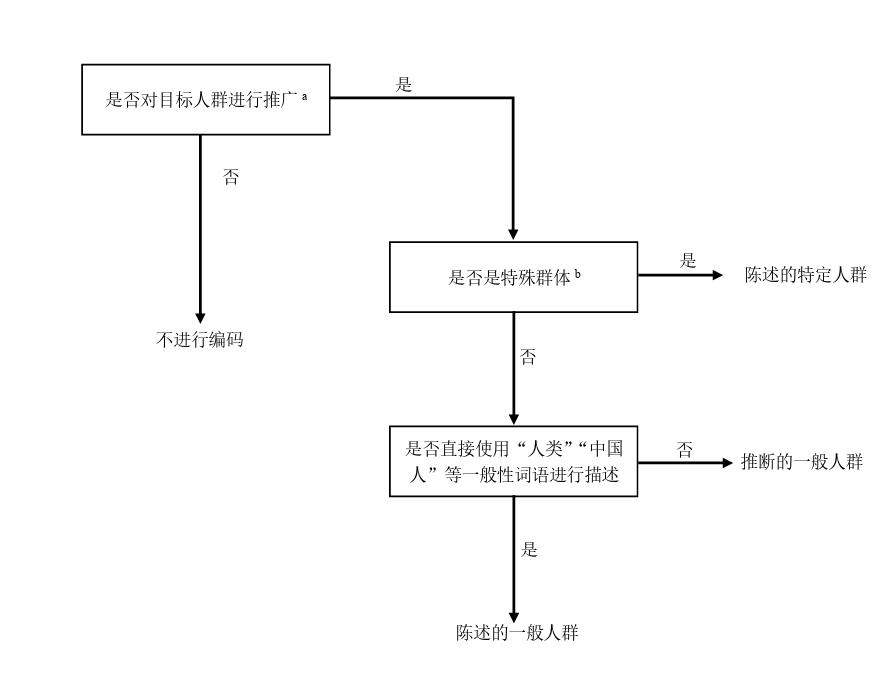 是否对目标人群进行推广 a
是
否
不进行编码
是否是特殊群体 b
是
陈述的特定人群
否
是否直接使用“人类”“中国
人”等一般性词语进行描述
否
推断的一般人群
是
陈述的一般人群